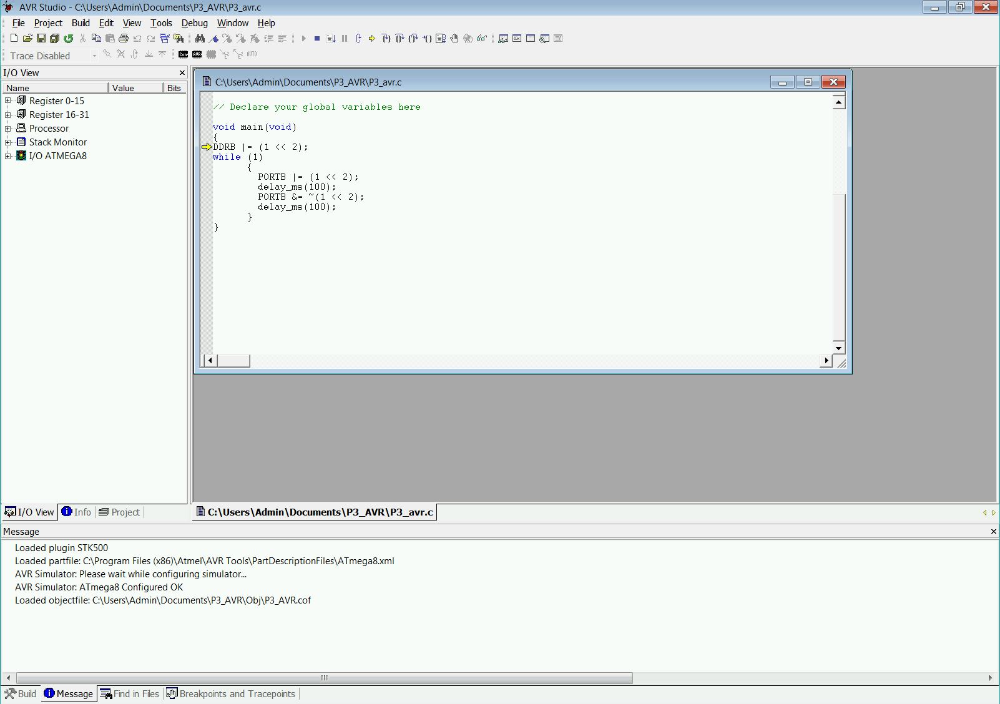 AVR Studio - C:\Users\Admin\Documents\P3_AVR\P3_avr.c
File Project Build Edit View Tools Debug Window Help
Trace Disabled
Con AVR AUTO
I/O View
Name Value Bits
Register 0-15
Register 16-31
Processor
Stack Monitor
I/O ATMEGA8
C:\Users\Admin\Documents\P3_AVR\P3_avr.c
// Declare your global variables here
void main(void)
{
DDRB |= (1 << 2);
while (1)
{
PORTB |= (1 << 2);
delay_ms(100);
PORTB &= ~(1 << 2);
delay_ms(100);
}
}
I/O View Info Project
C:\Users\Admin\Documents\P3_AVR\P3_avr.c
Message
Loaded plugin STK500
Loaded partfile: C:\Program Files (x86)\Atmel\AVR Tools\PartDescriptionFiles\ATmega8.xml
AVR Simulator: Please wait while configuring simulator...
AVR Simulator: ATmega8 Configured OK
Loaded objectfile: C:\Users\Admin\Documents\P3_AVR\Obj\P3_AVR.cof
Build Message Find in Files Breakpoints and Tracepoints